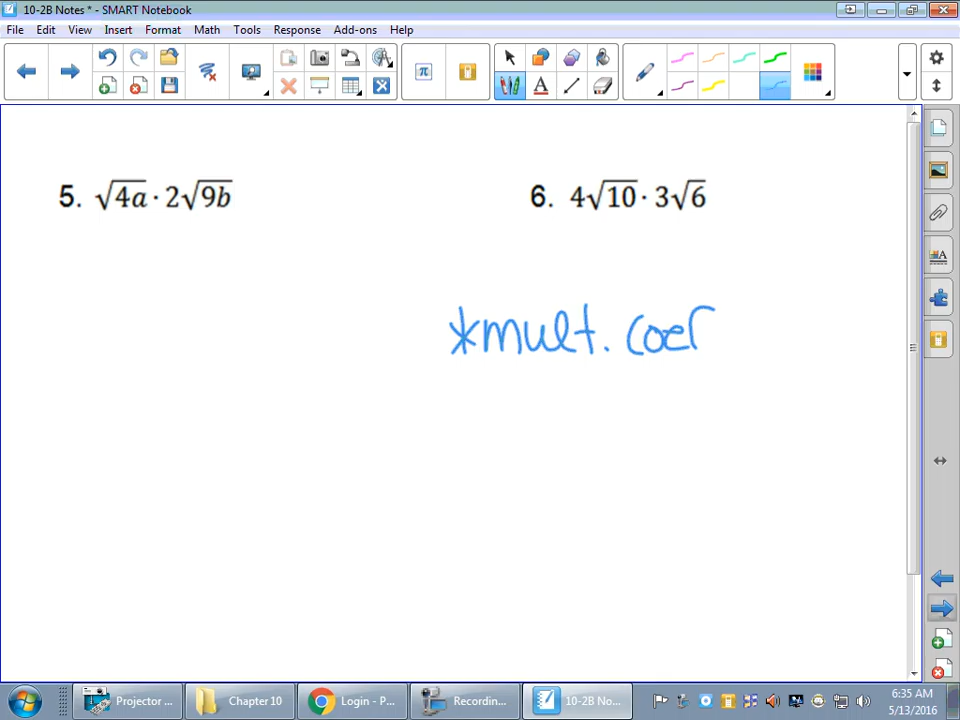 10-2B Notes * - SMART Notebook
File Edit View Insert Format Math Tools Response Add-ons Help
5. √4a · 2√9b
6. 4√10 · 3√6
*mult. coef
Projector ...
Chapter 10
Login - P...
Recordin...
10-2B No...
6:35 AM
5/13/2016